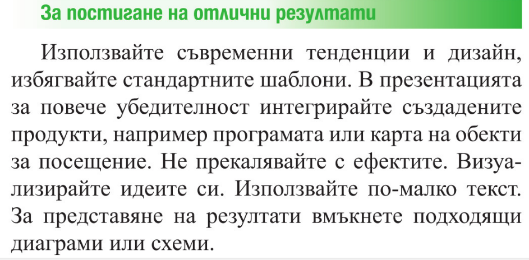 За постигане на отлични резултати
Използвайте съвременни тенденции и дизайн,
избягвайте стандартните шаблони. В презентацията
за повече убедителност интегрирайте създадените
продукти, например програмата или карта на обекти
за посещение. Не прекалявайте с ефектите. Визуа-
лизирайте идеите си. Използвайте по-малко текст.
За представяне на резултати вмъкнете подходящи
диаграми или схеми.